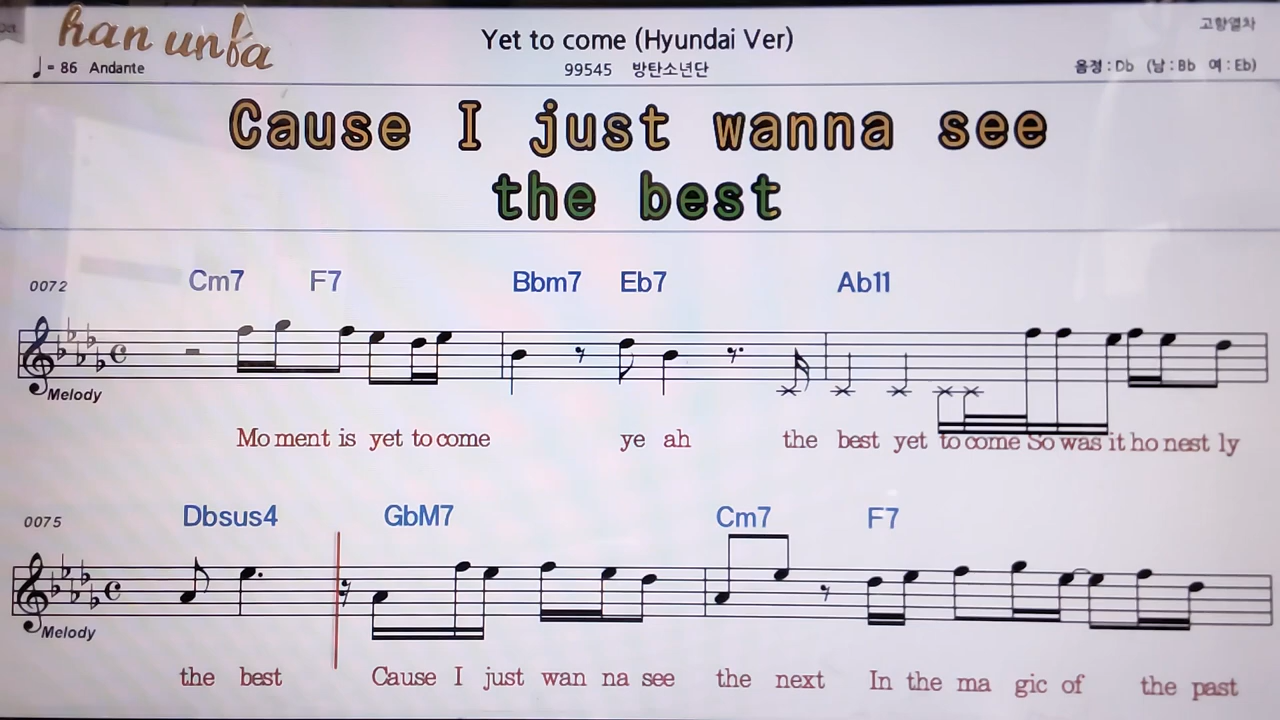 han unfa
Yet to come (Hyundai Ver)
고향열차
♩= 86 Andante
99545 방탄소년단
음정 : Db (남 : Bb 여 : Eb)
Cause I just wanna see
the best
0072 Cm7 F7 Bbm7 Eb7 Ab11
Melody
Mo ment is yet to come ye ah the best yet to come So was it ho nest ly
0075 Dbsus4 GbM7 Cm7 F7
Melody
the best Cause I just wan na see the next In the ma gic of the past